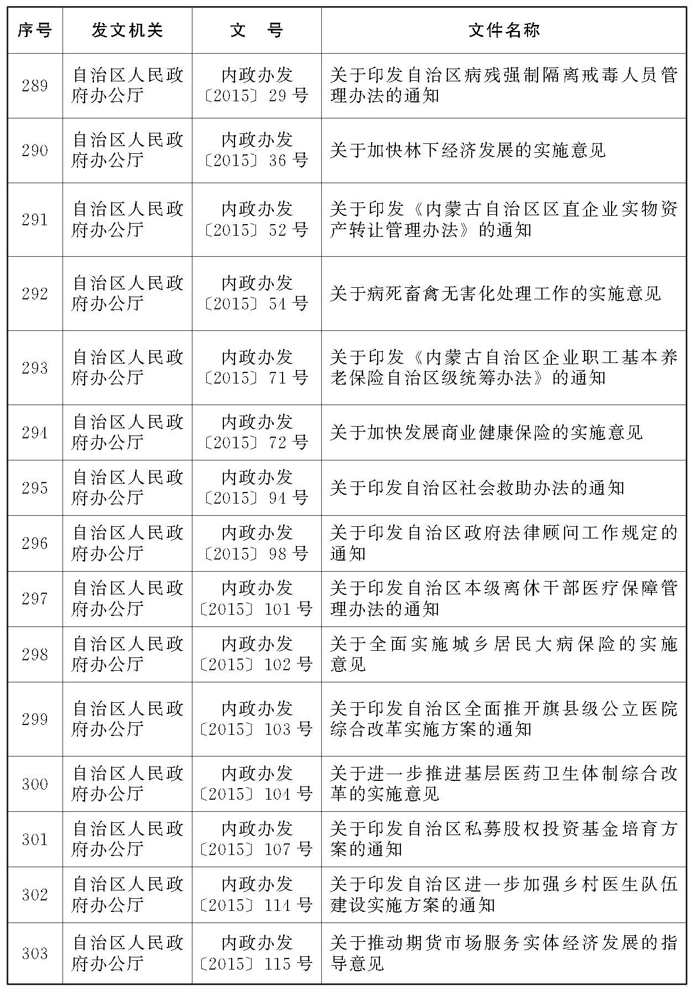 序号 发文机关 文 号 文件名称
289 自治区人民政府办公厅 内政办发〔2015〕29号 关于印发自治区病残强制隔离戒毒人员管理办法的通知
290 自治区人民政府办公厅 内政办发〔2015〕36号 关于加快林下经济发展的实施意见
291 自治区人民政府办公厅 内政办发〔2015〕52号 关于印发《内蒙古自治区区直企业实物资产转让管理办法》的通知
292 自治区人民政府办公厅 内政办发〔2015〕54号 关于病死畜禽无害化处理工作的实施意见
293 自治区人民政府办公厅 内政办发〔2015〕71号 关于印发《内蒙古自治区企业职工基本养老保险自治区级统筹办法》的通知
294 自治区人民政府办公厅 内政办发〔2015〕72号 关于加快发展商业健康保险的实施意见
295 自治区人民政府办公厅 内政办发〔2015〕94号 关于印发自治区社会救助办法的通知
296 自治区人民政府办公厅 内政办发〔2015〕98号 关于印发自治区政府法律顾问工作规定的通知
297 自治区人民政府办公厅 内政办发〔2015〕101号 关于印发自治区本级离休干部医疗保障管理办法的通知
298 自治区人民政府办公厅 内政办发〔2015〕102号 关于全面实施城乡居民大病保险的实施意见
299 自治区人民政府办公厅 内政办发〔2015〕103号 关于印发自治区全面推开旗县级公立医院综合改革实施方案的通知
300 自治区人民政府办公厅 内政办发〔2015〕104号 关于进一步推进基层医药卫生体制综合改革的实施意见
301 自治区人民政府办公厅 内政办发〔2015〕107号 关于印发自治区私募股权投资基金培育方案的通知
302 自治区人民政府办公厅 内政办发〔2015〕114号 关于印发自治区进一步加强乡村医生队伍建设实施方案的通知
303 自治区人民政府办公厅 内政办发〔2015〕115号 关于推动期货市场服务实体经济发展的指导意见